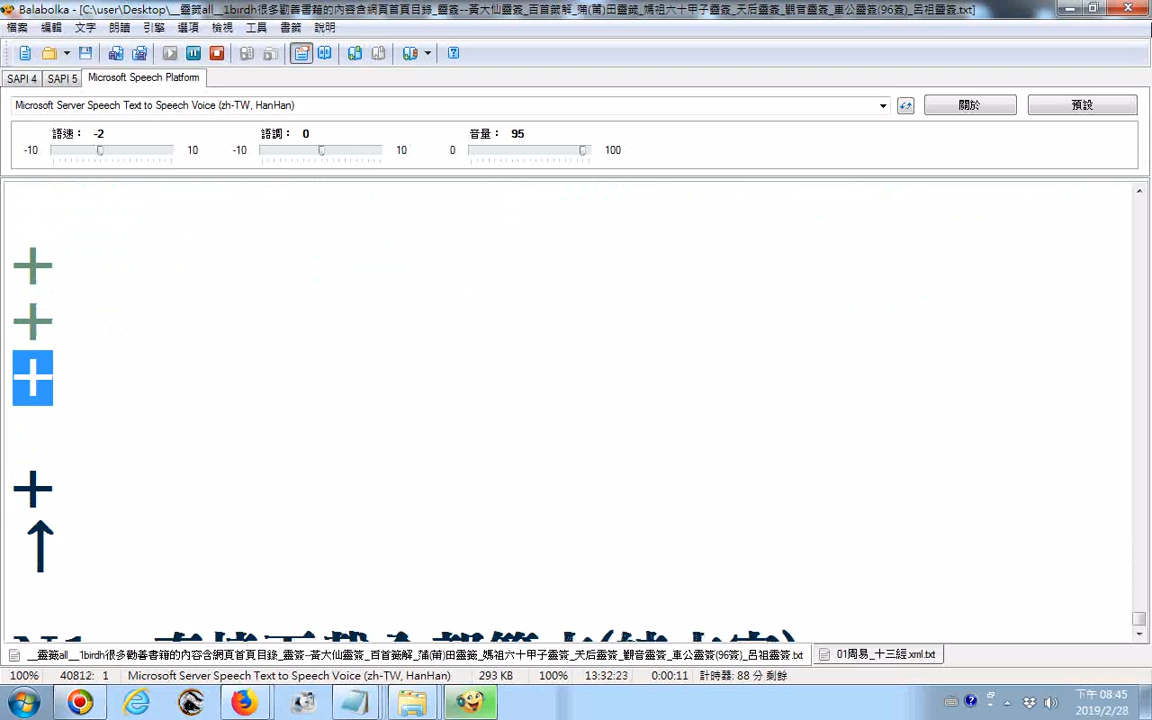 Balabolka - [C:\user\Desktop\__靈籤all__1birdh很多勸善書籍的內容含網頁首頁目錄_靈簽--黃大仙靈簽_百首籤解_蒲(莆)田靈籤_媽祖六十甲子靈簽_天后靈簽_觀音靈簽_車公靈簽(96簽)_呂祖靈簽.txt]
檔案 編輯 文字 朗讀 引擎 選項 檢視 工具 書籤 說明
SAPI 4 SAPI 5 Microsoft Speech Platform
Microsoft Server Speech Text to Speech Voice (zh-TW, HanHan) 關於 預設
語速： -2 語調： 0 音量： 95
-10 10 -10 10 0 100
＋
＋
＋
＋
↑
__靈籤all__1birdh很多勸善書籍的內容含網頁首頁目錄_靈簽--黃大仙靈簽_百首籤解_蒲(莆)田靈籤_媽祖六十甲子靈簽_天后靈簽_觀音靈簽_車公靈簽(96簽)_呂祖靈簽.txt 01周易_十三經.xml.txt
100% 40812: 1 Microsoft Server Speech Text to Speech Voice (zh-TW, HanHan) 293 KB 100% 13:32:23 0:00:11 計時器: 88 分 剩餘
下午 08:45
2019/2/28